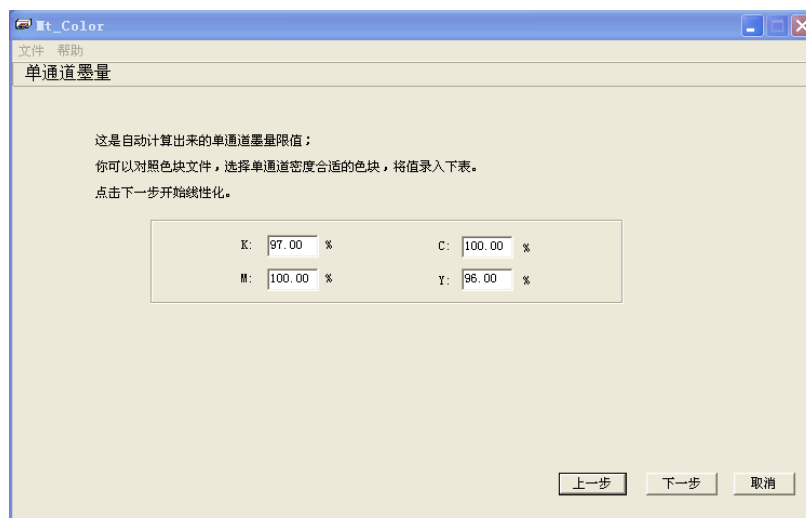 Mt_Color
文件 帮助
单通道墨量
这是自动计算出来的单通道墨量限值;
你可以对照色块文件,选择单通道密度合适的色块,将值录入下表。
点击下一步开始线性化。
K: 97.00 % C: 100.00 %
M: 100.00 % Y: 96.00 %
上一步 下一步 取消